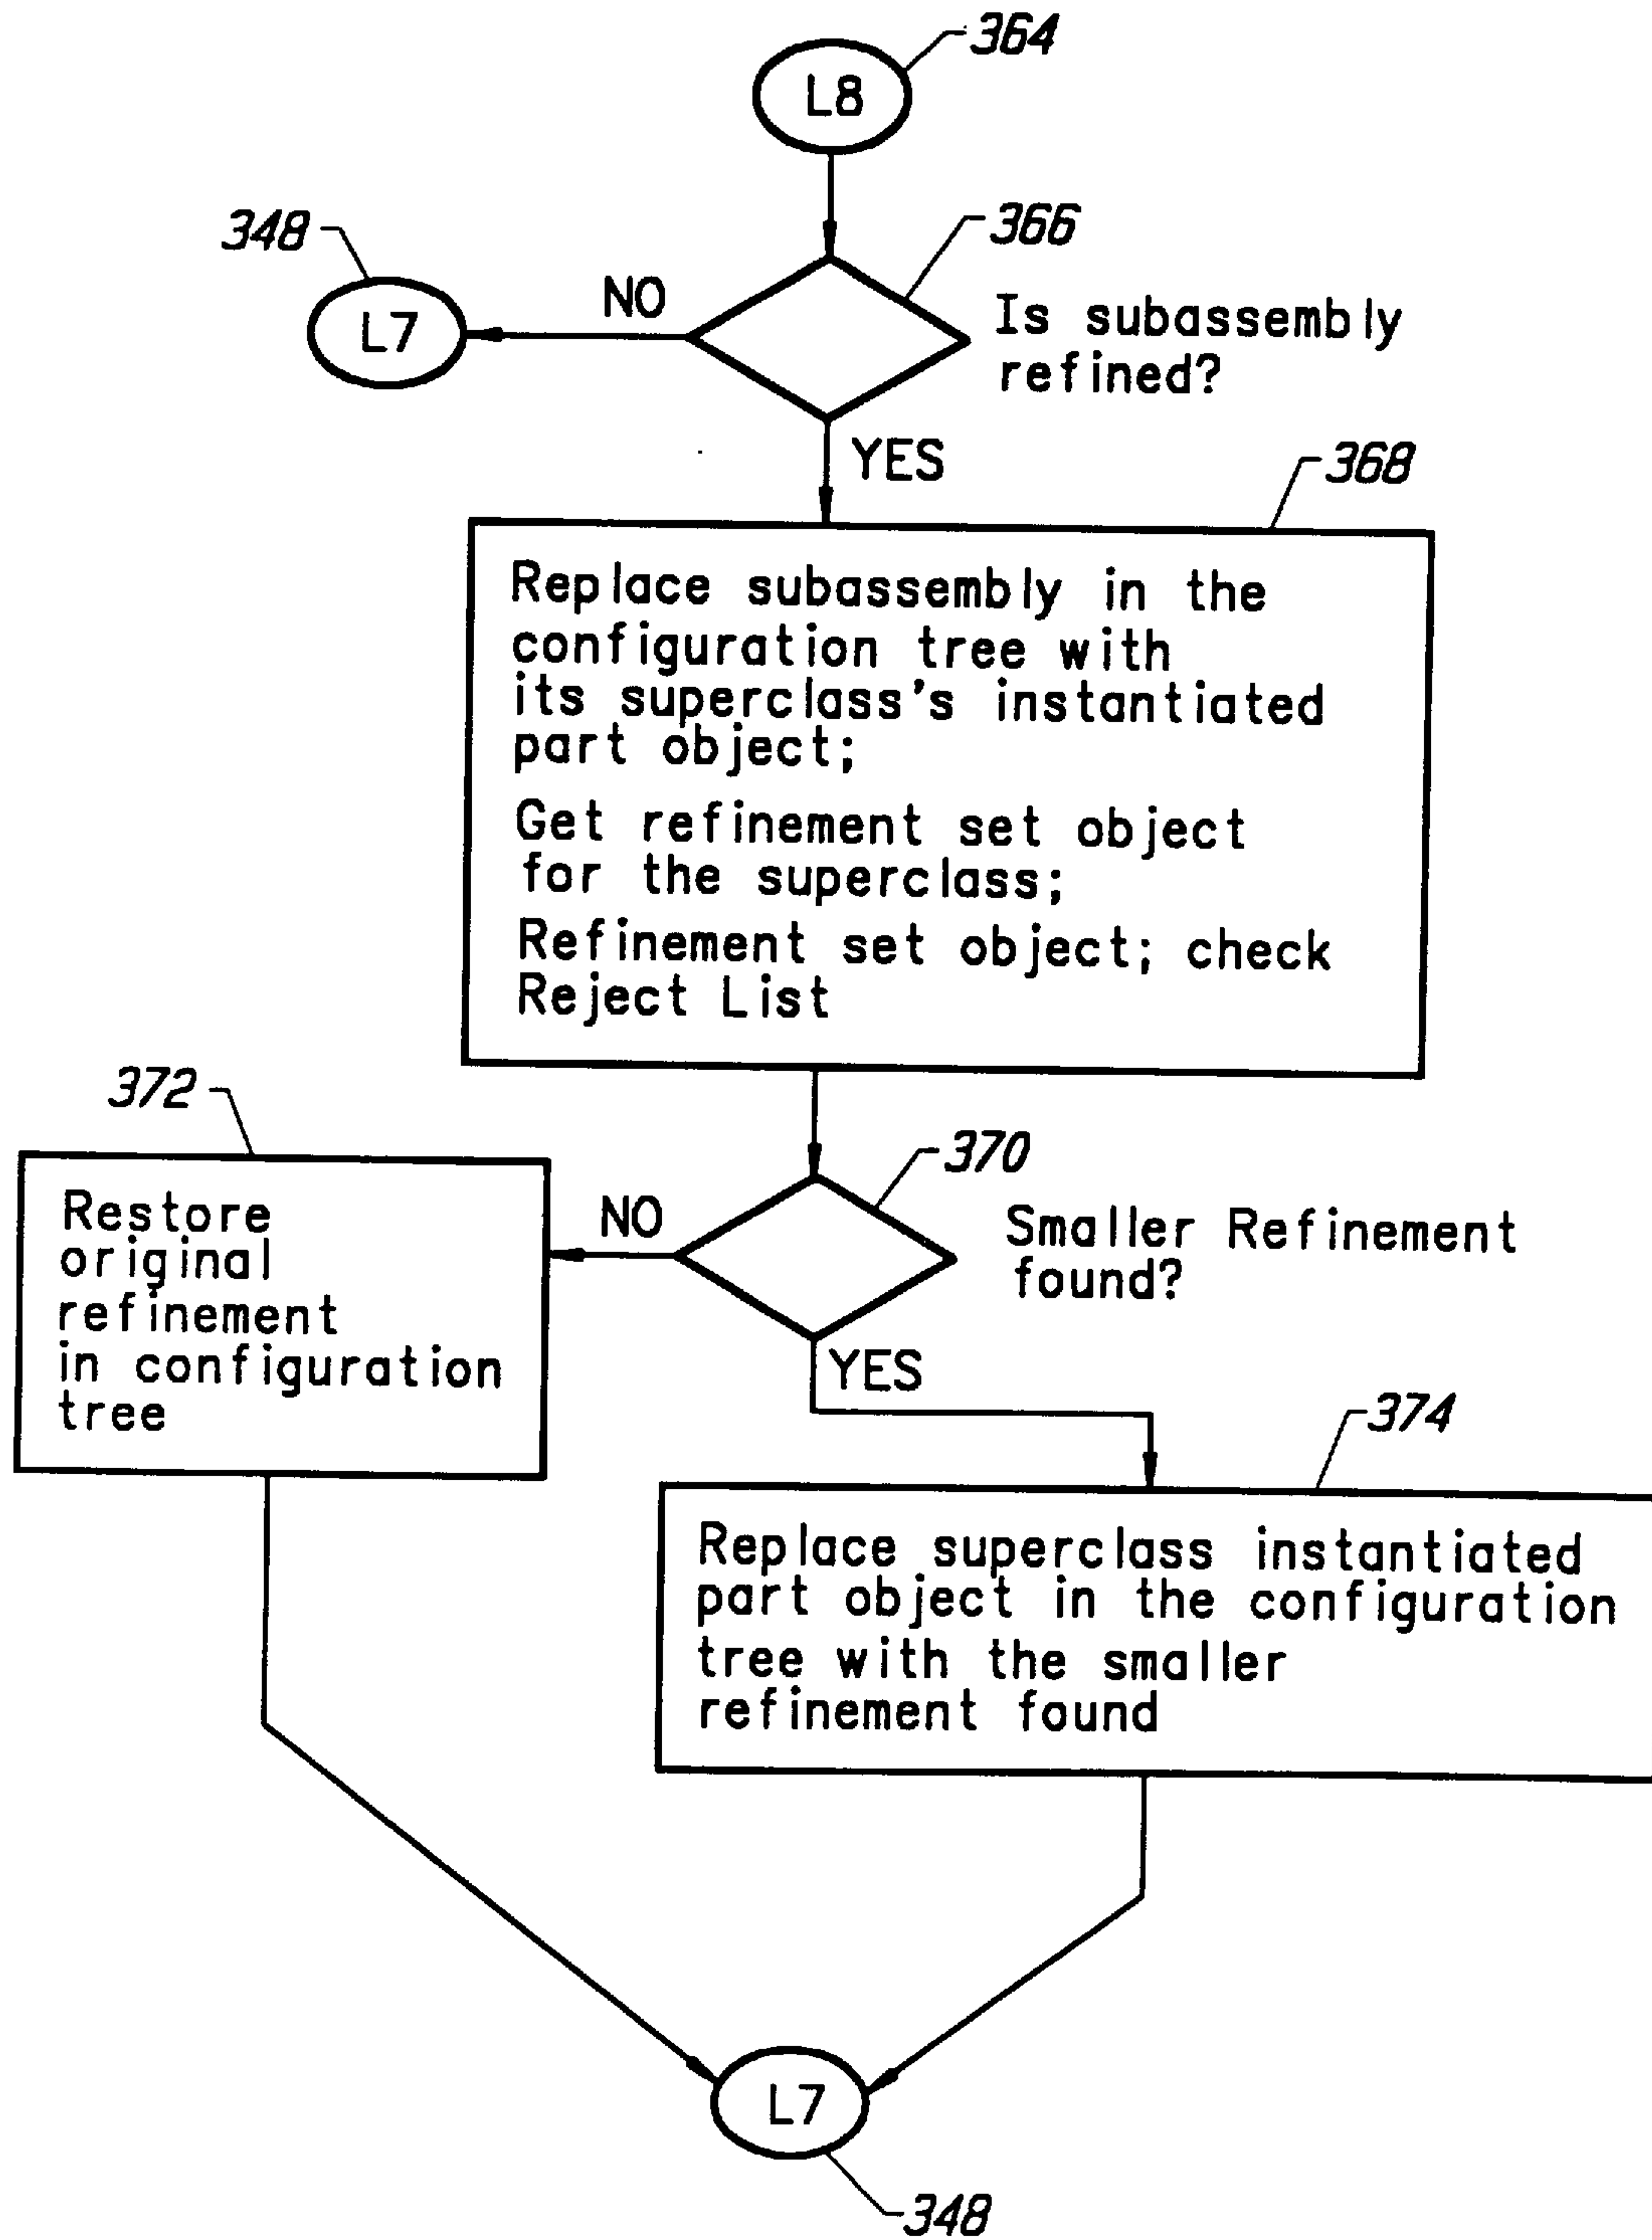 364
L8
366
348
NO
L7
Is subassembly
refined?
YES
368
Replace subassembly in the
configuration tree with
its superclass's instantiated
part object;
Get refinement set object
for the superclass;
Refinement set object; check
Reject List
372
370
Restore
original
refinement
in configuration
tree
NO
Smaller Refinement
found?
YES
374
Replace superclass instantiated
part object in the configuration
tree with the smaller
refinement found
L7
348